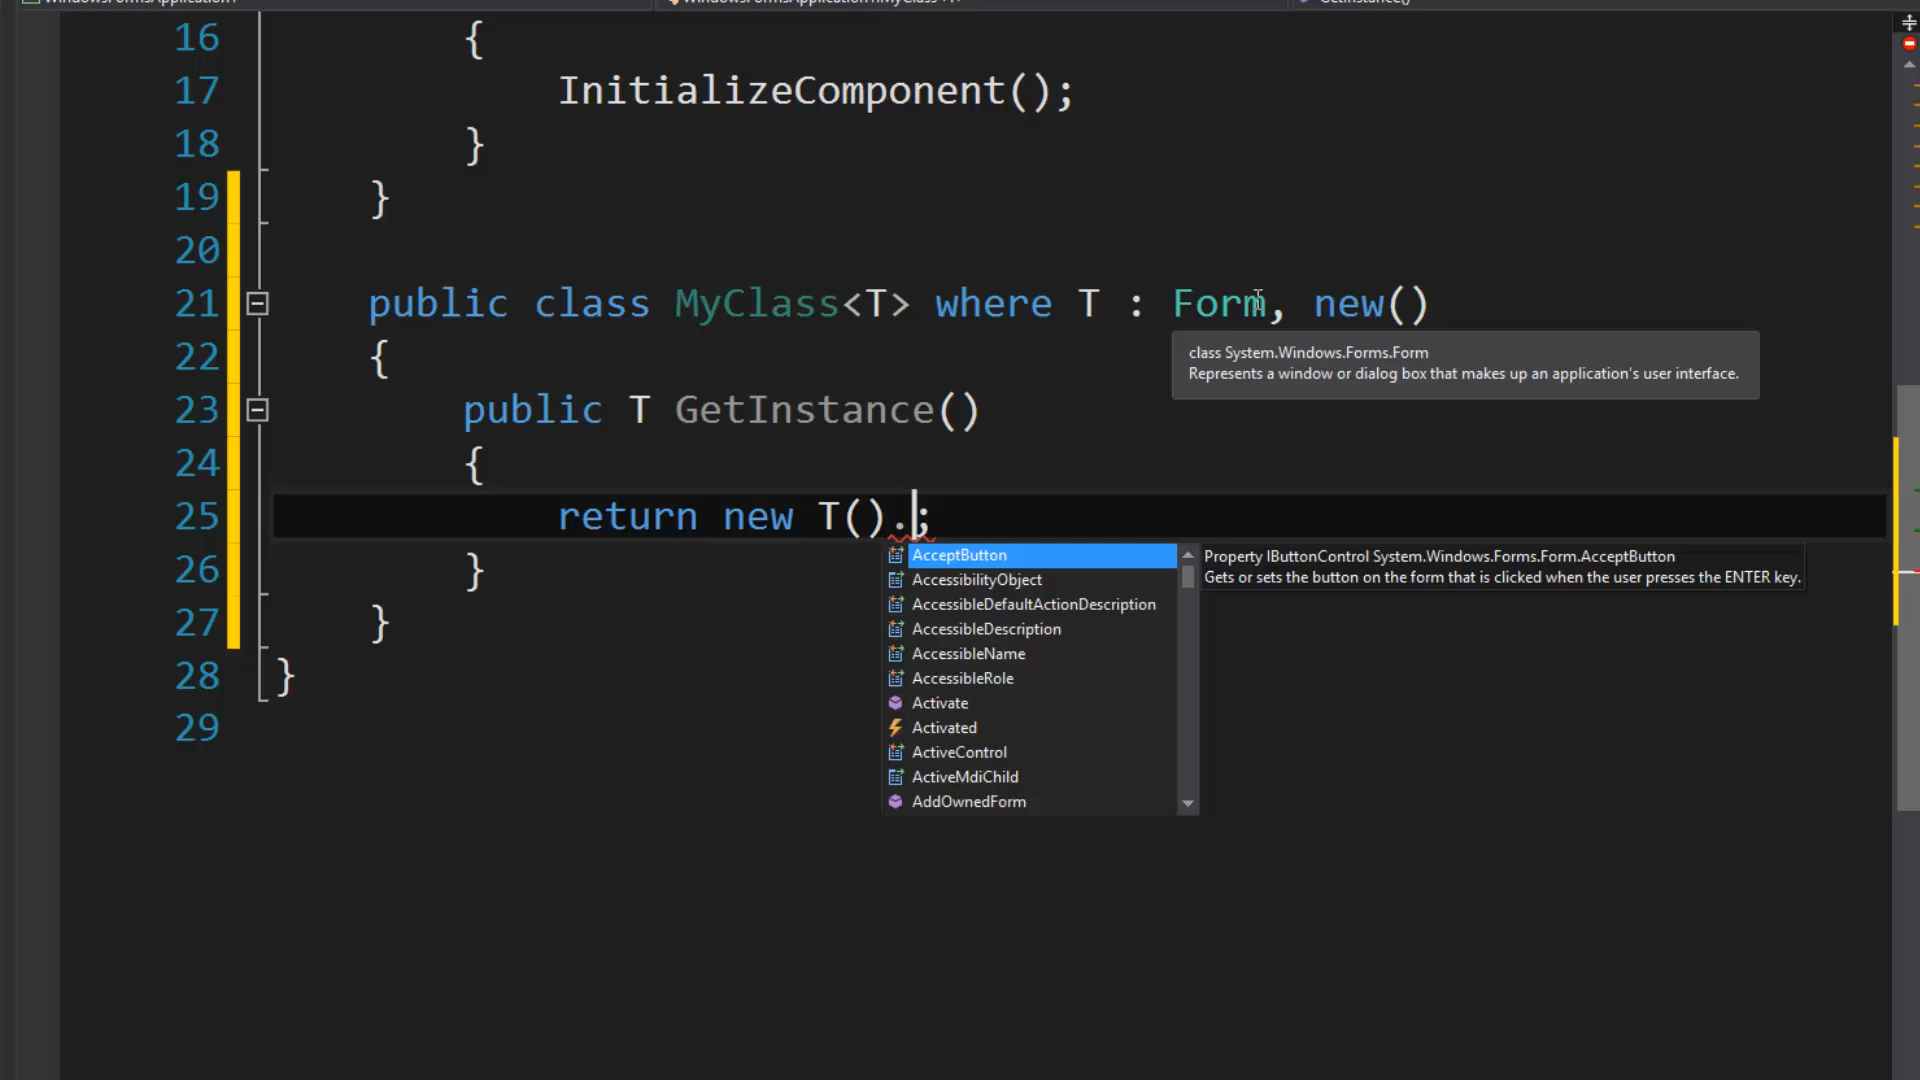 16 {
17 InitializeComponent();
18 }
19 }
20
21 public class MyClass<T> where T : Form, new()
class System.Windows.Forms.Form
Represents a window or dialog box that makes up an application's user interface.
22 {
23 public T GetInstance()
24 {
25 return new T().;
AcceptButton
AccessibilityObject
AccessibleDefaultActionDescription
AccessibleDescription
AccessibleName
AccessibleRole
Activate
Activated
ActiveControl
ActiveMdiChild
AddOwnedForm
Property IButtonControl System.Windows.Forms.Form.AcceptButton
Gets or sets the button on the form that is clicked when the user presses the ENTER key.
26 }
27 }
28 }
29